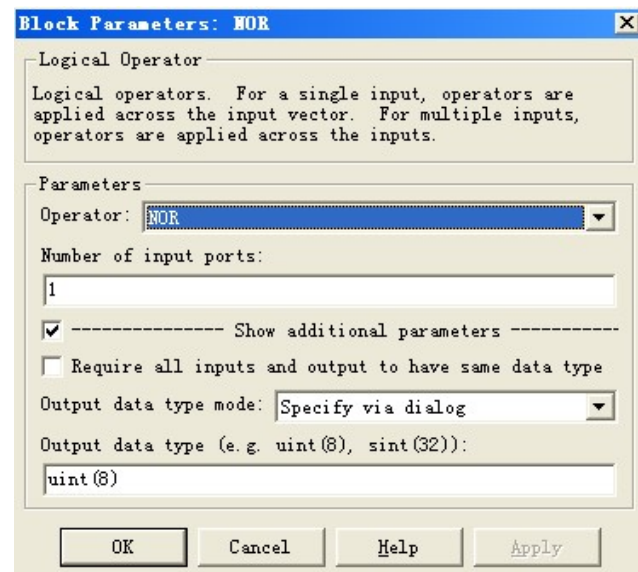 Block Parameters: NOR
Logical Operator
Logical operators. For a single input, operators are
applied across the input vector. For multiple inputs,
operators are applied across the inputs.
Parameters
Operator: NOR
Number of input ports:
1
--------------- Show additional parameters -----------
Require all inputs and output to have same data type
Output data type mode: Specify via dialog
Output data type (e.g. uint(8), sint(32)):
uint(8)
OK Cancel Help Apply